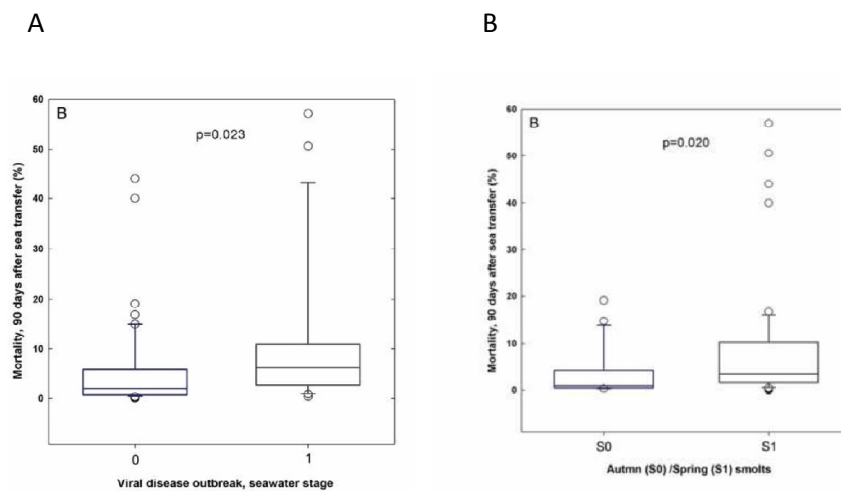 A
B
60
50
40
30
20
10
0
B
p=0.023
Mortality, 90 days after sea transfer (%)
0 1
Viral disease outbreak, seawater stage
60
50
40
30
20
10
0
B
p=0.020
Mortality, 90 days after sea transfer (%)
S0 S1
Autmn (S0) /Spring (S1) smolts